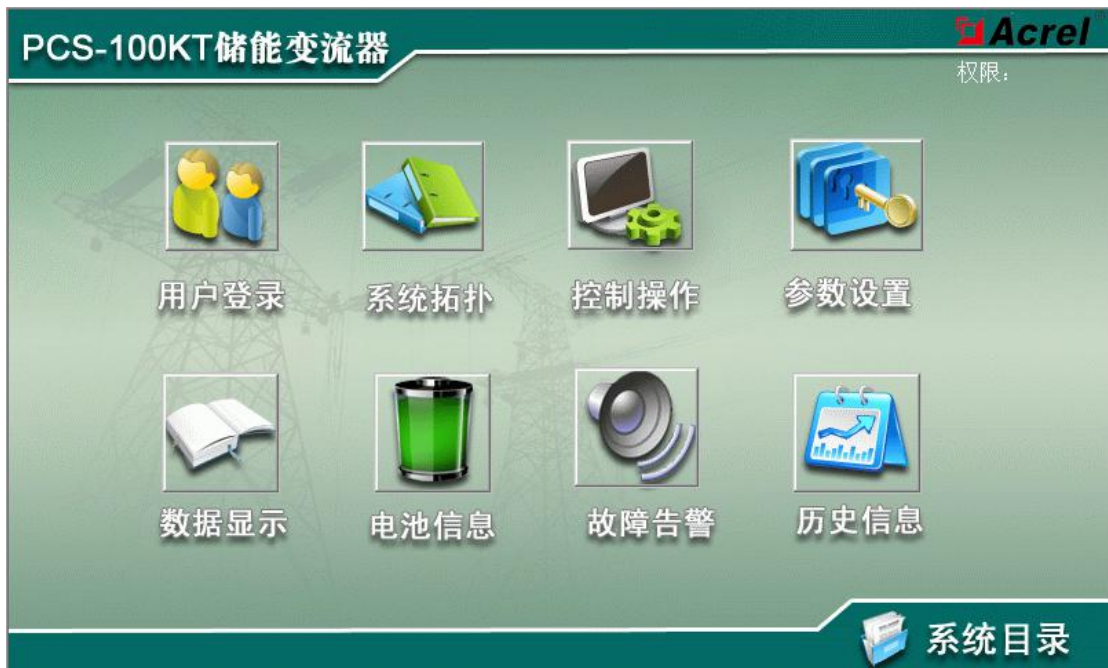 PCS-100KT储能变流器
Acrel®
权限:
用户登录
系统拓扑
控制操作
参数设置
数据显示
电池信息
故障告警
历史信息
系统目录